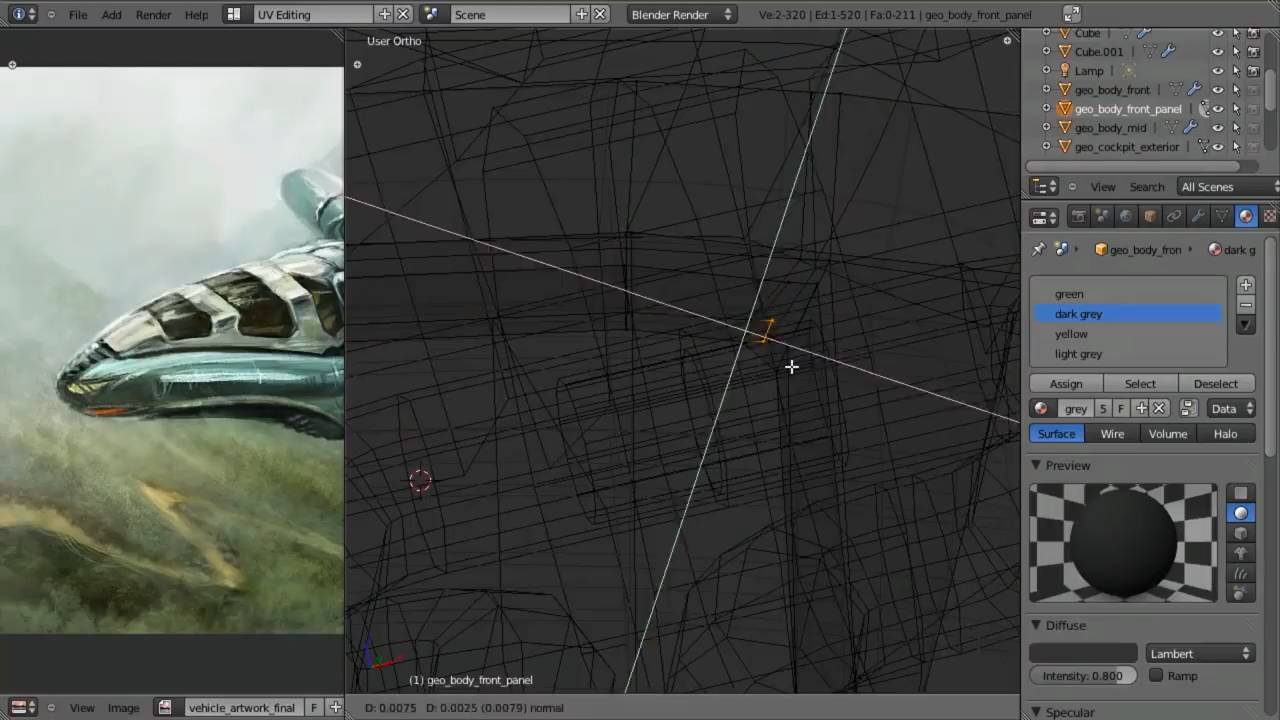 File Add Render Help UV Editing Scene Blender Render Ve:2-320 | Ed:1-520 | Fa:0-211 | geo_body_front_panel
User Ortho
Cube
Cube.001
Lamp
geo_body_front
geo_body_front_panel
geo_body_mid
geo_cockpit_exterior
View Search All Scenes
geo_body_fron dark g
green
dark grey
yellow
light grey
Assign Select Deselect
grey 5 F Data
Surface Wire Volume Halo
Preview
Diffuse
Lambert
Intensity: 0.800 Ramp
(1) geo_body_front_panel
View Image vehicle_artwork_final F D: 0.0075 D: 0.0025 (0.0079) normal
Specular